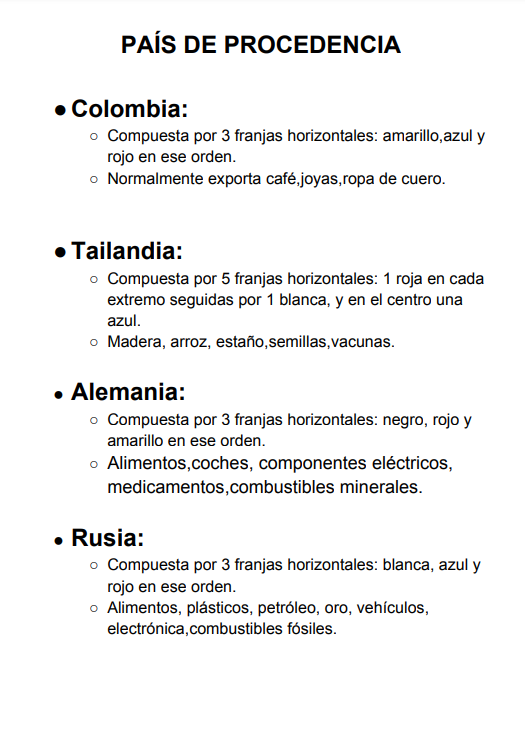 PAÍS DE PROCEDENCIA
● Colombia:
○ Compuesta por 3 franjas horizontales: amarillo,azul y
rojo en ese orden.
○ Normalmente exporta café,joyas,ropa de cuero.
● Tailandia:
○ Compuesta por 5 franjas horizontales: 1 roja en cada
extremo seguidas por 1 blanca, y en el centro una
azul.
○ Madera, arroz, estaño,semillas,vacunas.
● Alemania:
○ Compuesta por 3 franjas horizontales: negro, rojo y
amarillo en ese orden.
○ Alimentos,coches, componentes eléctricos,
medicamentos,combustibles minerales.
● Rusia:
○ Compuesta por 3 franjas horizontales: blanca, azul y
rojo en ese orden.
○ Alimentos, plásticos, petróleo, oro, vehículos,
electrónica,combustibles fósiles.